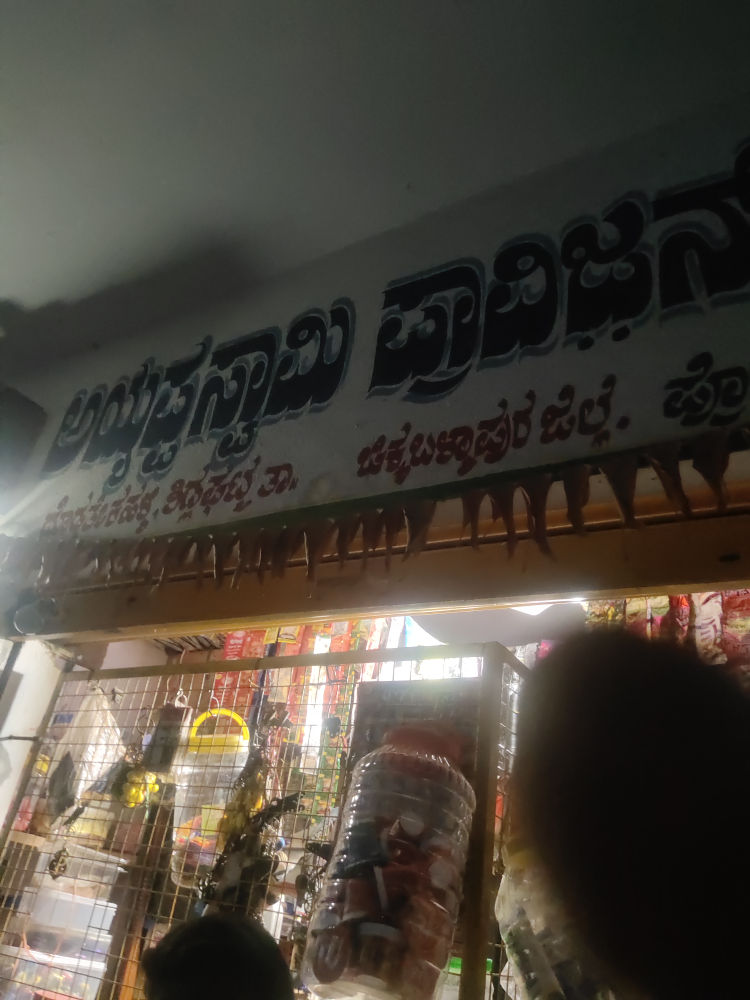 ಅಯ್ಯಪ್ಪಸ್ವಾಮಿ ಪ್ರಾವಿಜನ್
ಶಿಡ್ಲಘಟ್ಟ ತಾ. ಚಿಕ್ಕಬಳ್ಳಾಪುರ ಜಿಲ್ಲೆ. ಪ್ರೊ